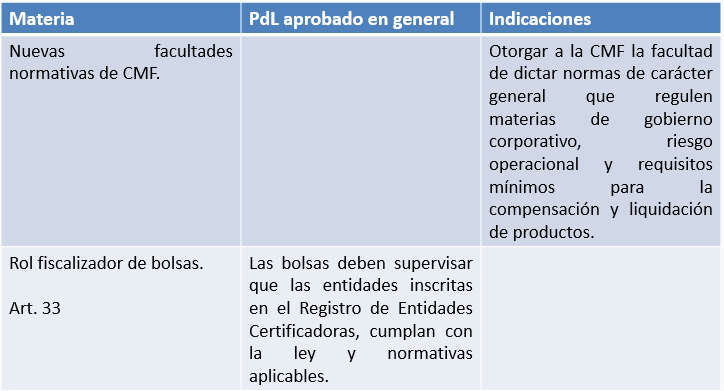 Materia
PdL aprobado en general
Indicaciones
Nuevas facultades
normativas de CMF.
Otorgar a la CMF la facultad
de dictar normas de carácter
general que regulen
materias de gobierno
corporativo, riesgo
operacional y requisitos
mínimos para la
compensación y liquidación
de productos.
Rol fiscalizador de bolsas.
Art. 33
Las bolsas deben supervisar
que las entidades inscritas
en el Registro de Entidades
Certificadoras, cumplan con
la ley y normativas
aplicables.